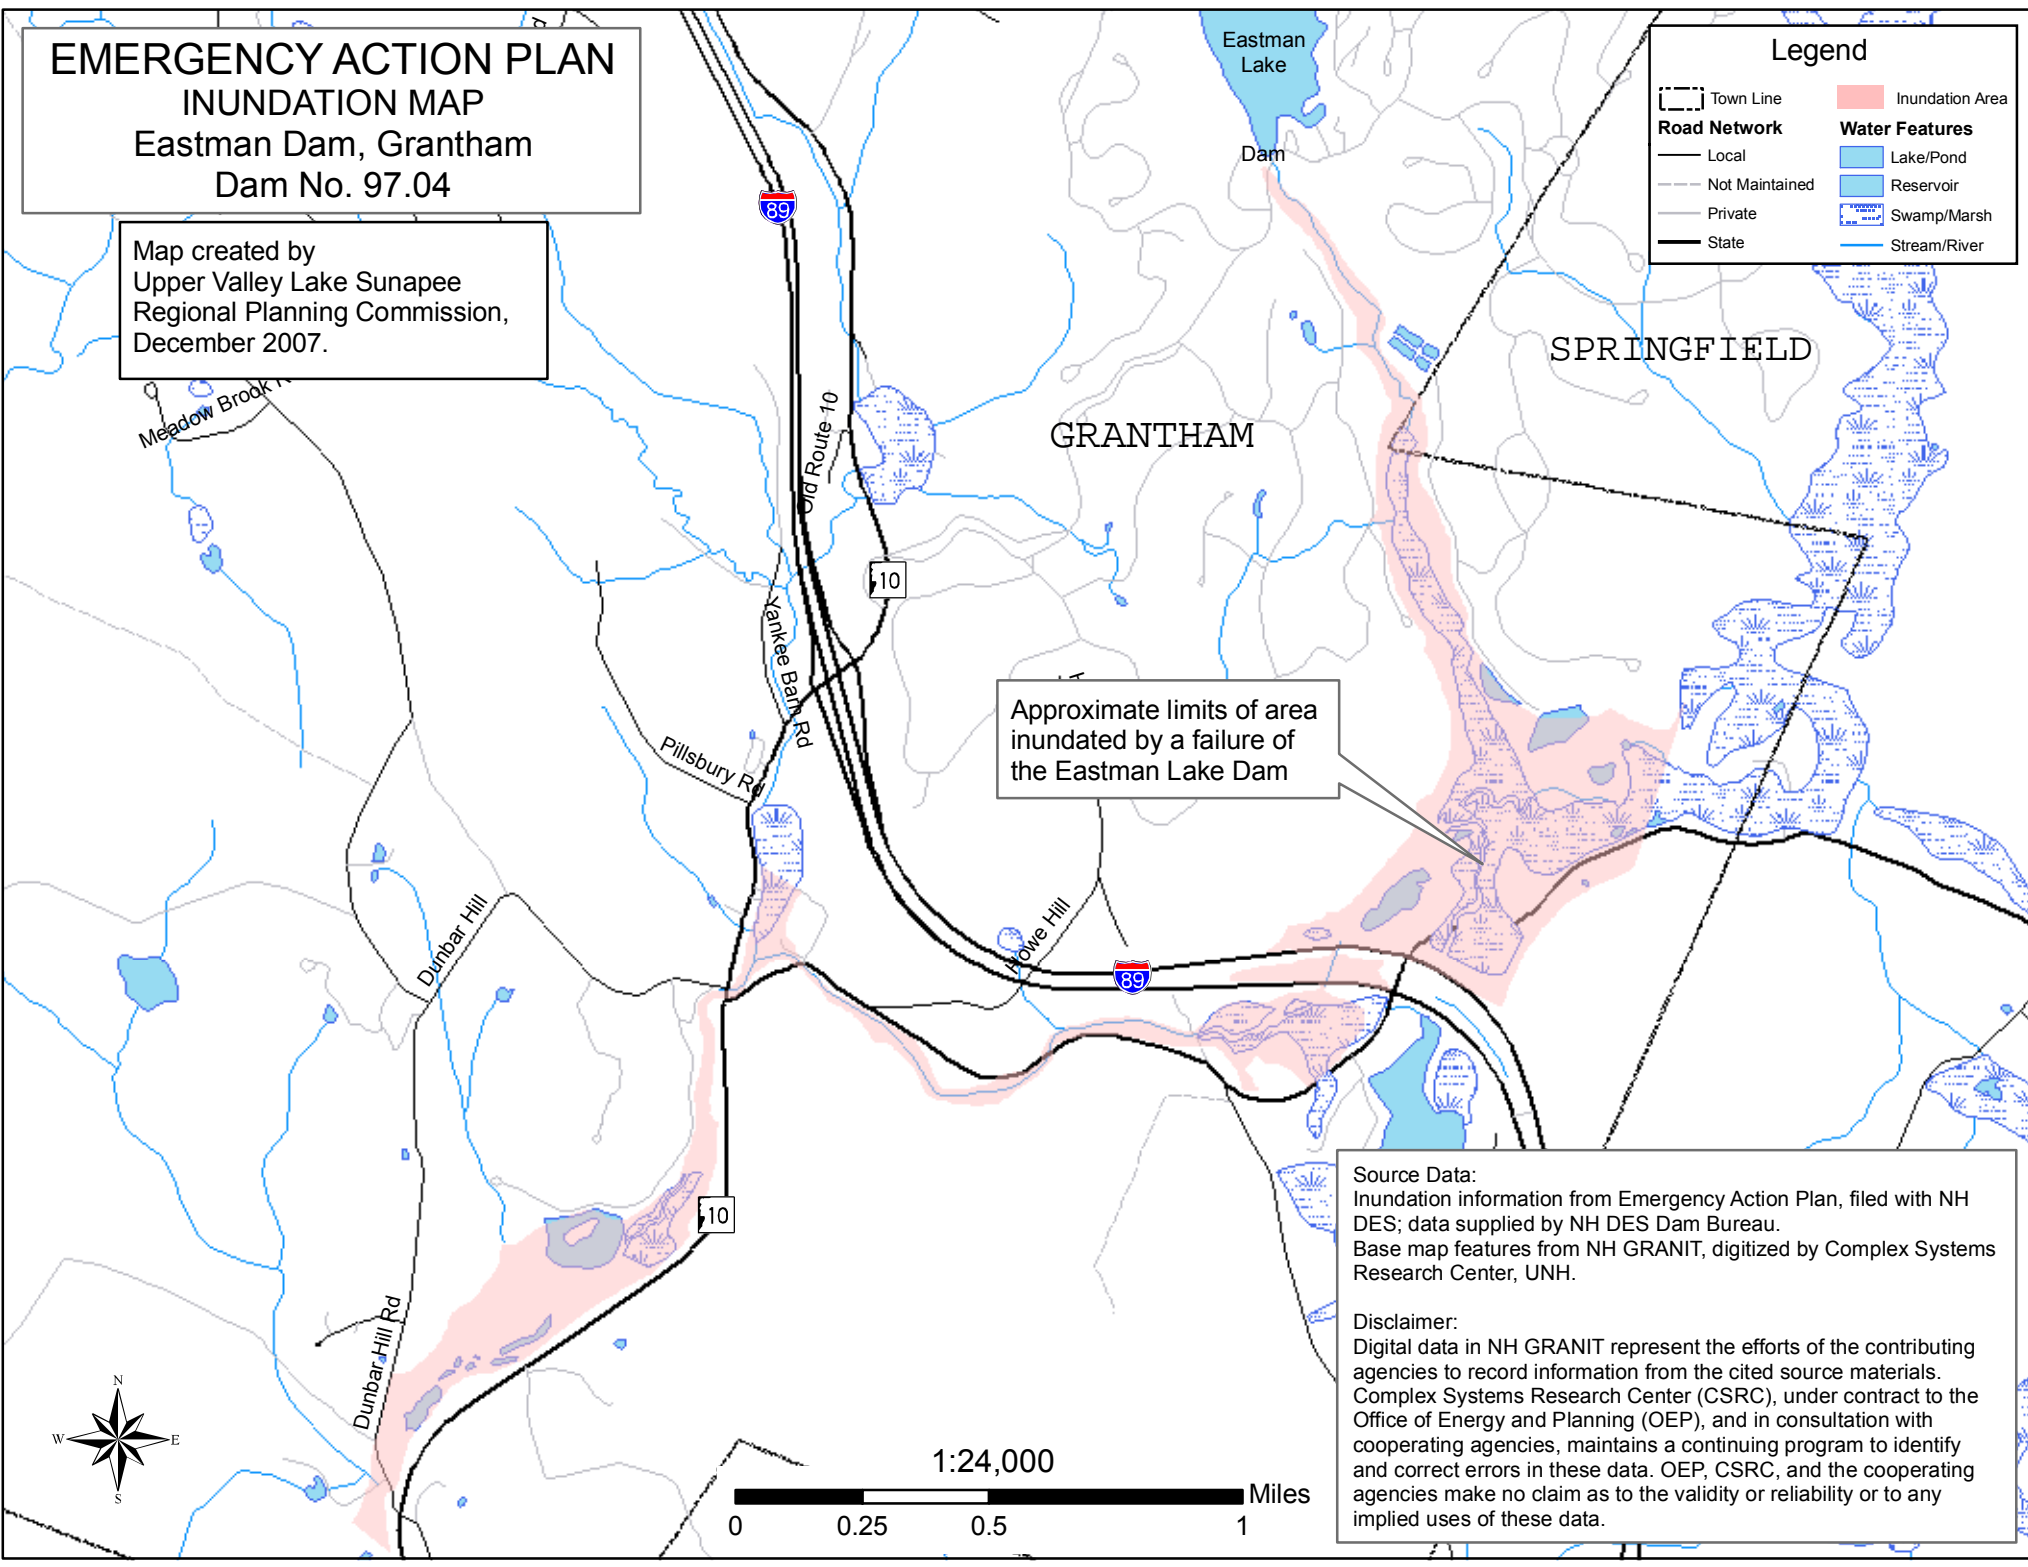 EMERGENCY ACTION PLAN
INUNDATION MAP
Eastman Dam, Grantham
Dam No. 97.04
Map created by
Upper Valley Lake Sunapee
Regional Planning Commission,
December 2007.
Eastman
Lake
Dam
Legend
Town Line
Inundation Area
Road Network
Water Features
Local
Lake/Pond
Not Maintained
Reservoir
Private
Swamp/Marsh
State
Stream/River
89
SPRINGFIELD
GRANTHAM
Meadow Brook
Old Route 10
10
Yankee Barn Rd
Pillsbury Rd
Approximate limits of area
inundated by a failure of
the Eastman Lake Dam
Dunbar Hill
Howe Hill
89
10
Dunbar Hill Rd
N
W
E
S
1:24,000
Miles
0 0.25 0.5 1
Source Data:
Inundation information from Emergency Action Plan, filed with NH
DES; data supplied by NH DES Dam Bureau.
Base map features from NH GRANIT, digitized by Complex Systems
Research Center, UNH.
Disclaimer:
Digital data in NH GRANIT represent the efforts of the contributing
agencies to record information from the cited source materials.
Complex Systems Research Center (CSRC), under contract to the
Office of Energy and Planning (OEP), and in consultation with
cooperating agencies, maintains a continuing program to identify
and correct errors in these data. OEP, CSRC, and the cooperating
agencies make no claim as to the validity or reliability or to any
implied uses of these data.